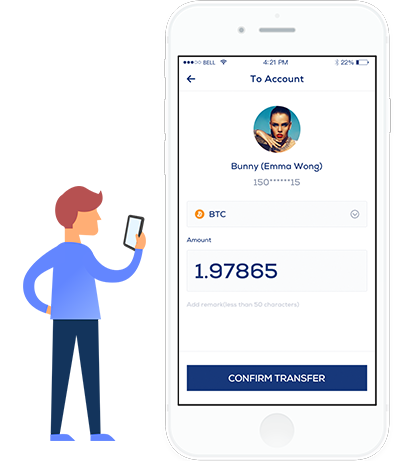 BELL 4:21 PM 22%
To Account
Bunny (Emma Wong)
150******15
BTC
Amount
1.97865
Add remark(less than 50 characters)
CONFIRM TRANSFER